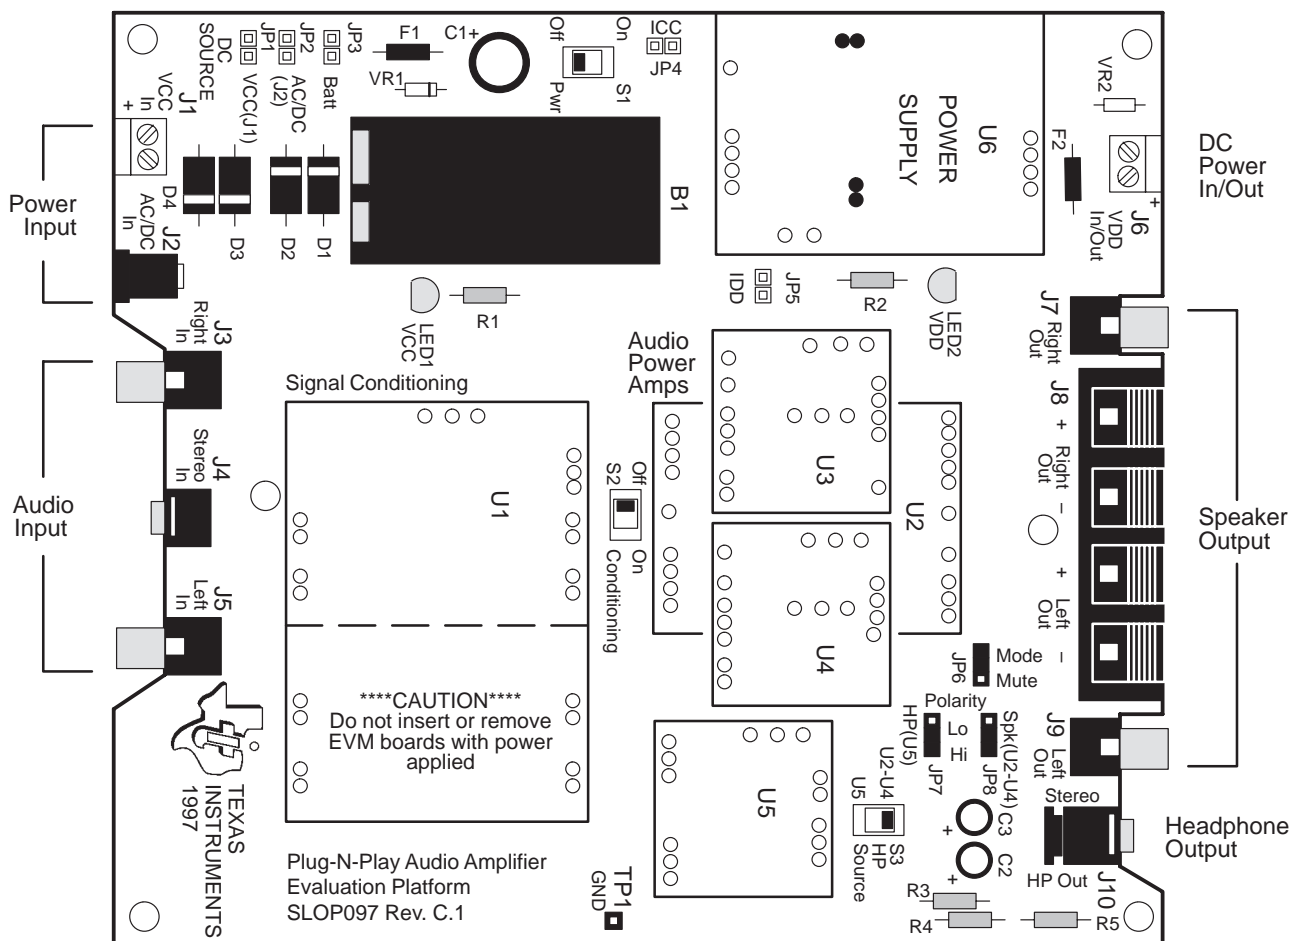 DC
SOURCE
JP1
JP2
JP3
VCC(J1)
AC/DC
(J2)
Batt
F1
C1+
VR1
Off
On
Pwr
S1
ICC
JP4
POWER
SUPPLY
U6
VR2
F2
J1
VCC
In
+
D4
D3
D2
D1
B1
J2
AC/DC
In
Power
Input
DC
Power
In/Out
+
J6
VDD
In/Out
LED1
VCC
R1
IDD
JP5
R2
LED2
VDD
J3
Right
In
J7
Right
Out
Signal Conditioning
Audio
Power
Amps
J8
+
Right
Out
–
+
Left
Out
–
J4
Stereo
In
Audio
Input
U1
S2
Off
On
Conditioning
U3
U2
U4
Speaker
Output
J5
Left
In
JP6
Mode
Mute
Polarity
HP(U5)
Lo
Hi
JP7
Spk(U2-U4)
JP8
J9
Left
Out
****CAUTION****
Do not insert or remove
EVM boards with power
applied
TEXAS
INSTRUMENTS
1997
U5
U5
U2-U4
S3
HP
Source
+
C3
+
C2
Stereo
HP Out
J10
Headphone
Output
Plug-N-Play Audio Amplifier
Evaluation Platform
SLOP097 Rev. C.1
TP1
GND
R3
R4
R5